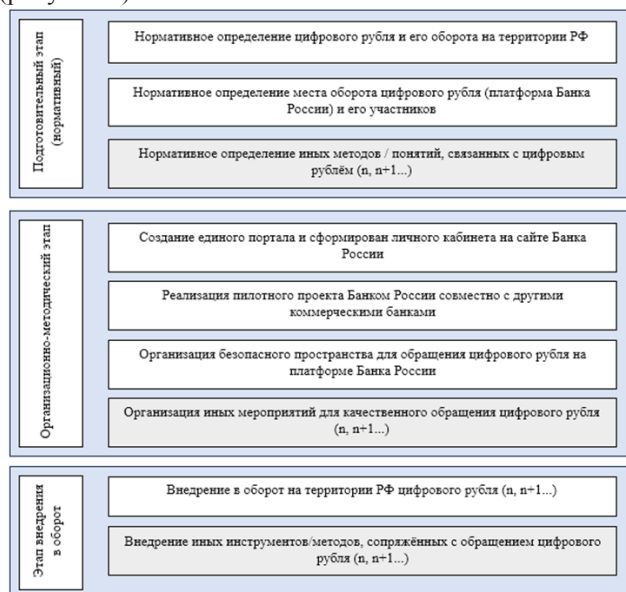 Подготовительный этап
(нормативный)
Нормативное определение цифрового рубля и его оборота на территории РФ
Нормативное определение места оборота цифрового рубля (платформа Банка
России) и его участников
Нормативное определение иных методов / понятий, связанных с цифровым
рублём (n, n+1...)
Организационно-методический этап
Создание единого портала и сформирован личного кабинета на сайте Банка
России
Реализация пилотного проекта Банком России совместно с другими
коммерческими банками
Организация безопасного пространства для обращения цифрового рубля на
платформе Банка России
Организация иных мероприятий для качественного обращения цифрового рубля
(n, n+1...)
Этап внедрения
в оборот
Внедрение в оборот на территории РФ цифрового рубля (n, n+1...)
Внедрение иных инструментов/методов, сопряжённых с обращением цифрового
рубля (n, n+1...)